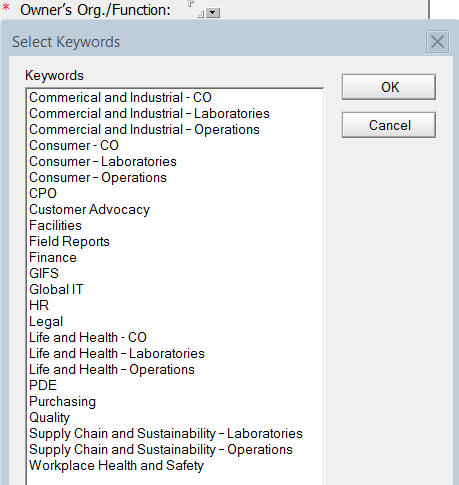 * Owner's Org./Function:
Select Keywords
Keywords
Commerical and Industrial - CO
Commercial and Industrial – Laboratories
Commercial and Industrial – Operations
Consumer - CO
Consumer – Laboratories
Consumer – Operations
CPO
Customer Advocacy
Facilities
Field Reports
Finance
GIFS
Global IT
HR
Legal
Life and Health - CO
Life and Health – Laboratories
Life and Health – Operations
PDE
Purchasing
Quality
Supply Chain and Sustainability – Laboratories
Supply Chain and Sustainability – Operations
Workplace Health and Safety
OK
Cancel